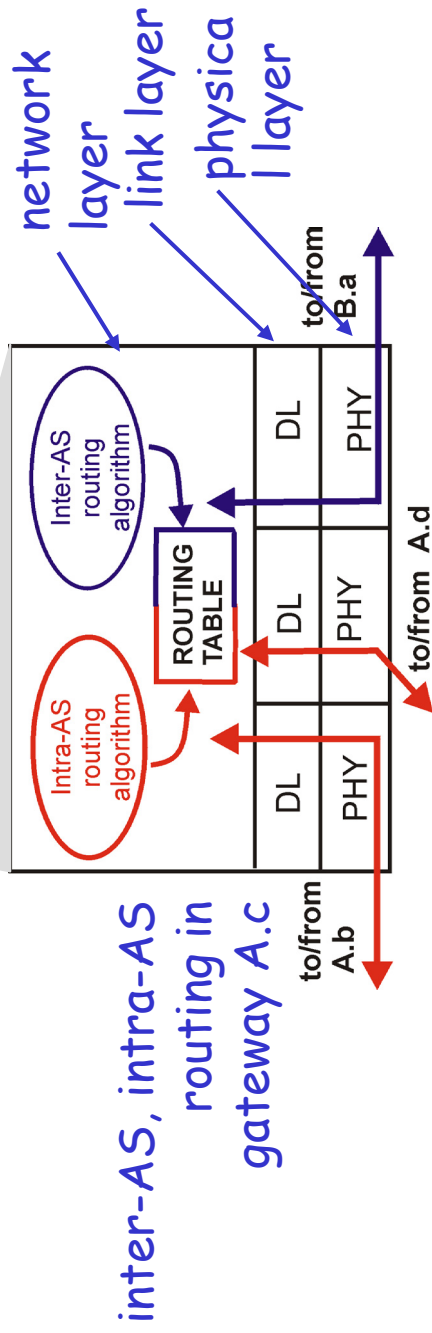 inter-AS, intra-AS
routing in
gateway A.c
Intra-AS
routing
algorithm
Inter-AS
routing
algorithm
ROUTING
TABLE
DL
DL
DL
PHY
PHY
PHY
to/from
A.b
to/from A.d
to/from
B.a
network
layer
link layer
physica
l layer